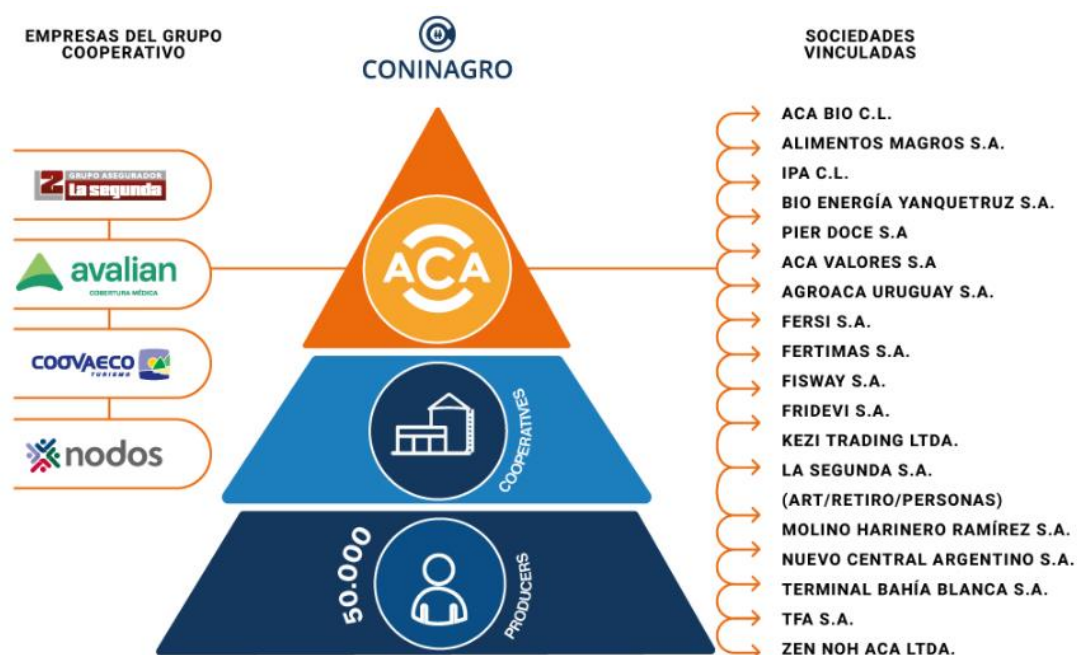 EMPRESAS DEL GRUPO
COOPERATIVO
GRUPO ASEGURADOR
La segunda
avalian
COBERTURA MÉDICA
COOVAECO
TURISMO
nodos
CONINAGRO
ACA
COOPERATIVES
50.000
PRODUCERS
SOCIEDADES
VINCULADAS
ACA BIO C.L.
ALIMENTOS MAGROS S.A.
IPA C.L.
BIO ENERGÍA YANQUETRUZ S.A.
PIER DOCE S.A
ACA VALORES S.A
AGROACA URUGUAY S.A.
FERSI S.A.
FERTIMAS S.A.
FISWAY S.A.
FRIDEVI S.A.
KEZI TRADING LTDA.
LA SEGUNDA S.A.
(ART/RETIRO/PERSONAS)
MOLINO HARINERO RAMÍREZ S.A.
NUEVO CENTRAL ARGENTINO S.A.
TERMINAL BAHÍA BLANCA S.A.
TFA S.A.
ZEN NOH ACA LTDA.